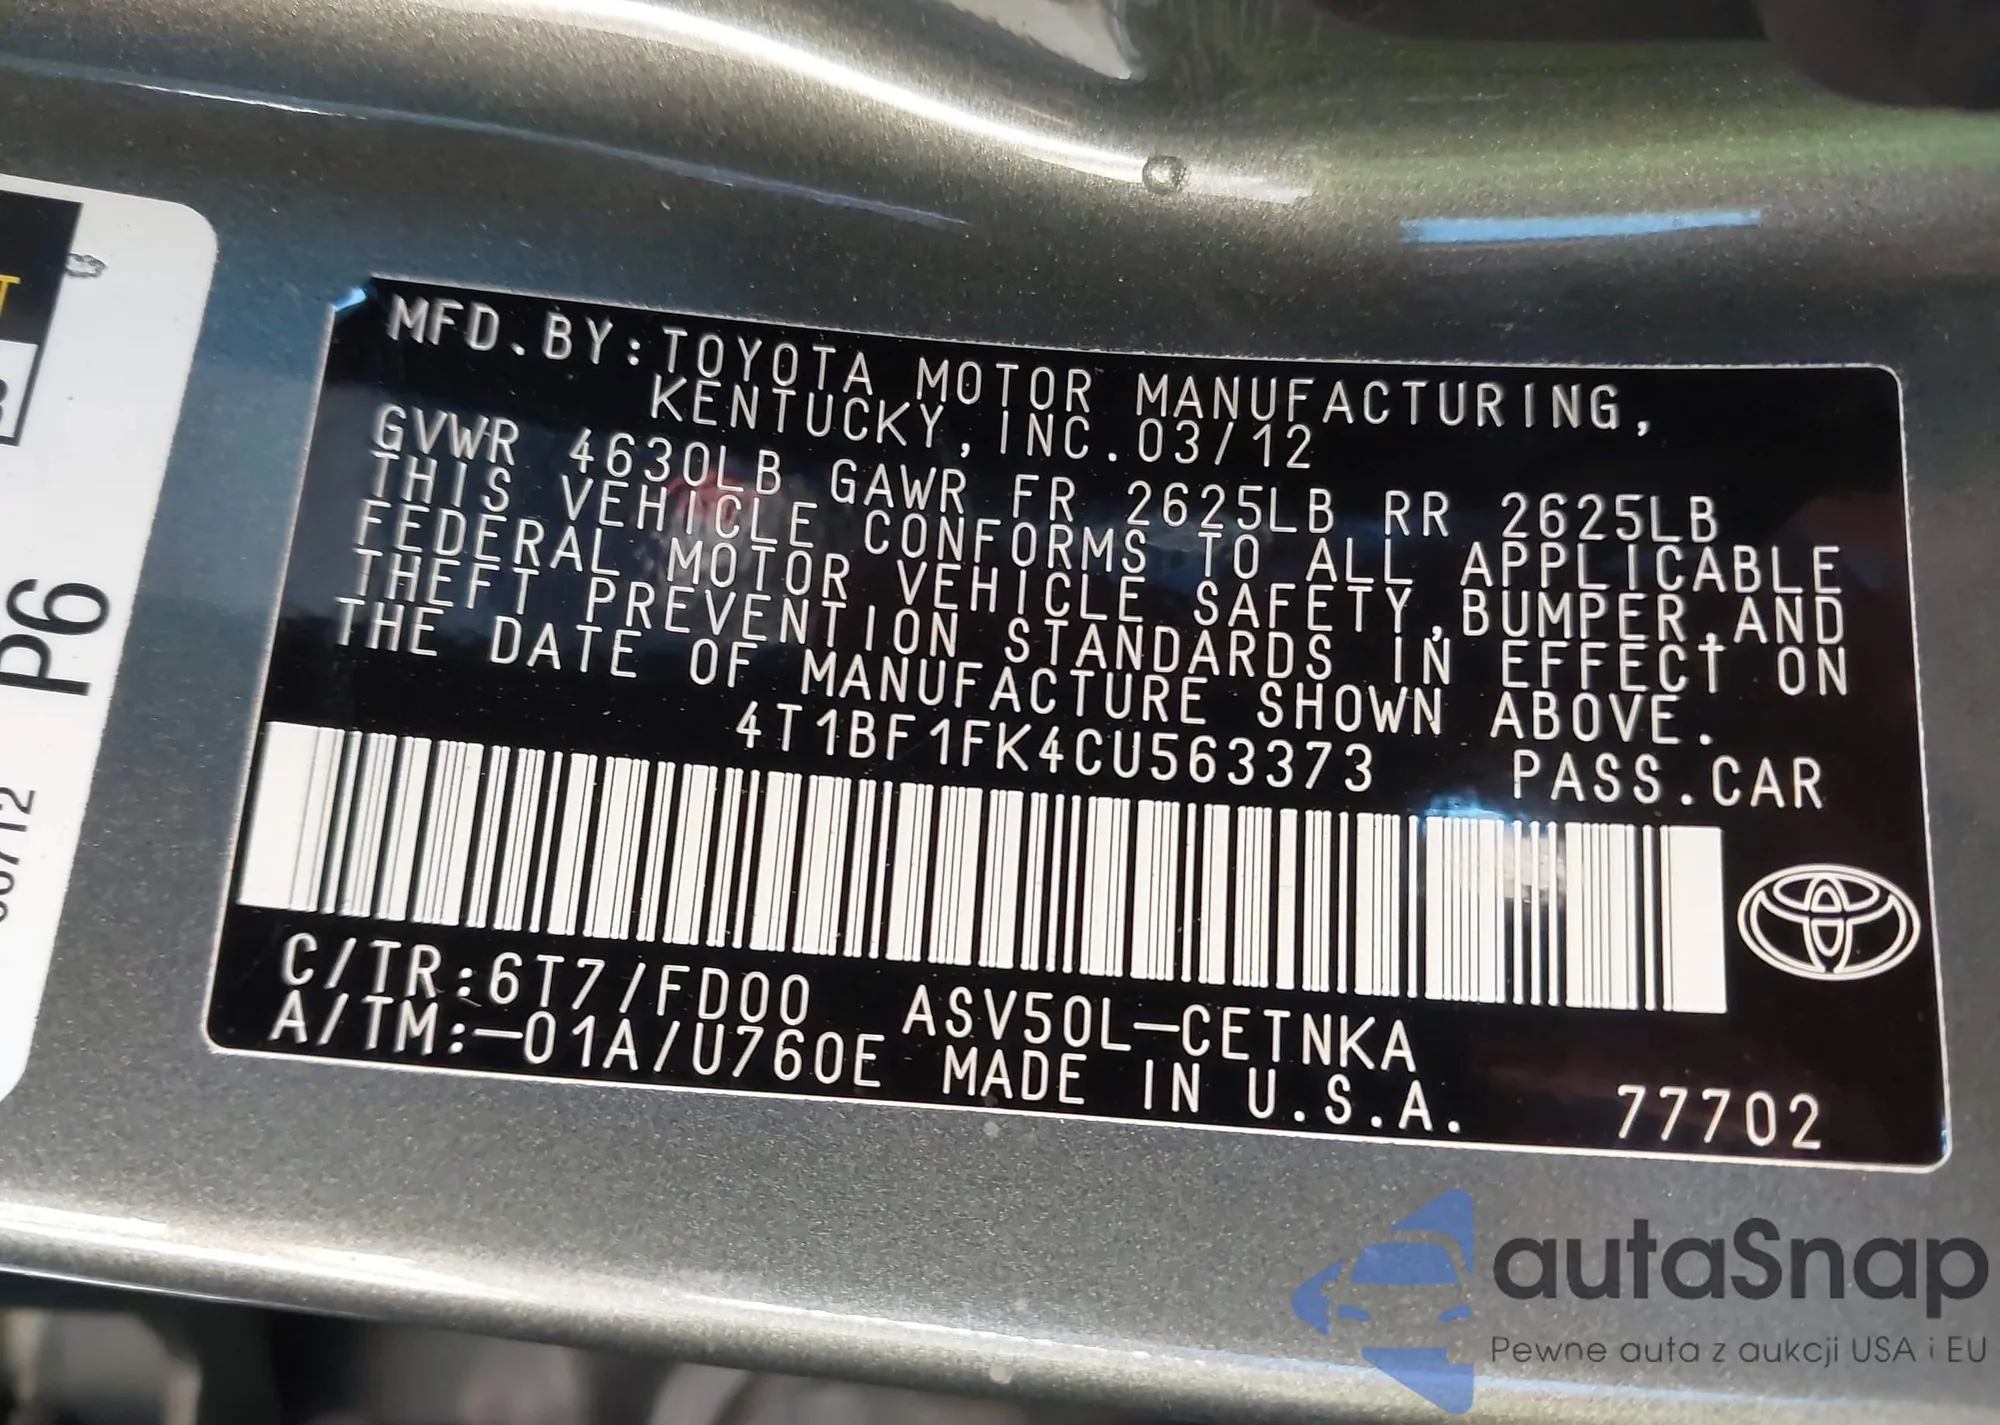 MFD.BY:TOYOTA MOTOR MANUFACTURING,
KENTUCKY,INC.03/12
GVWR 4630LB GAWR FR 2625LB RR 2625LB
THIS VEHICLE CONFORMS TO ALL APPLICABLE
FEDERAL MOTOR VEHICLE SAFETY,BUMPER,AND
THEFT PREVENTION STANDARDS IN EFFECT ON
THE DATE OF MANUFACTURE SHOWN ABOVE.
4T1BF1FK4CU563373 PASS.CAR
C/TR:6T7/FD00 ASV50L-CETNKA
A/TM:-01A/U760E MADE IN U.S.A. 77702
P6
autaSnap
Pewne auta z aukcji USA i EU